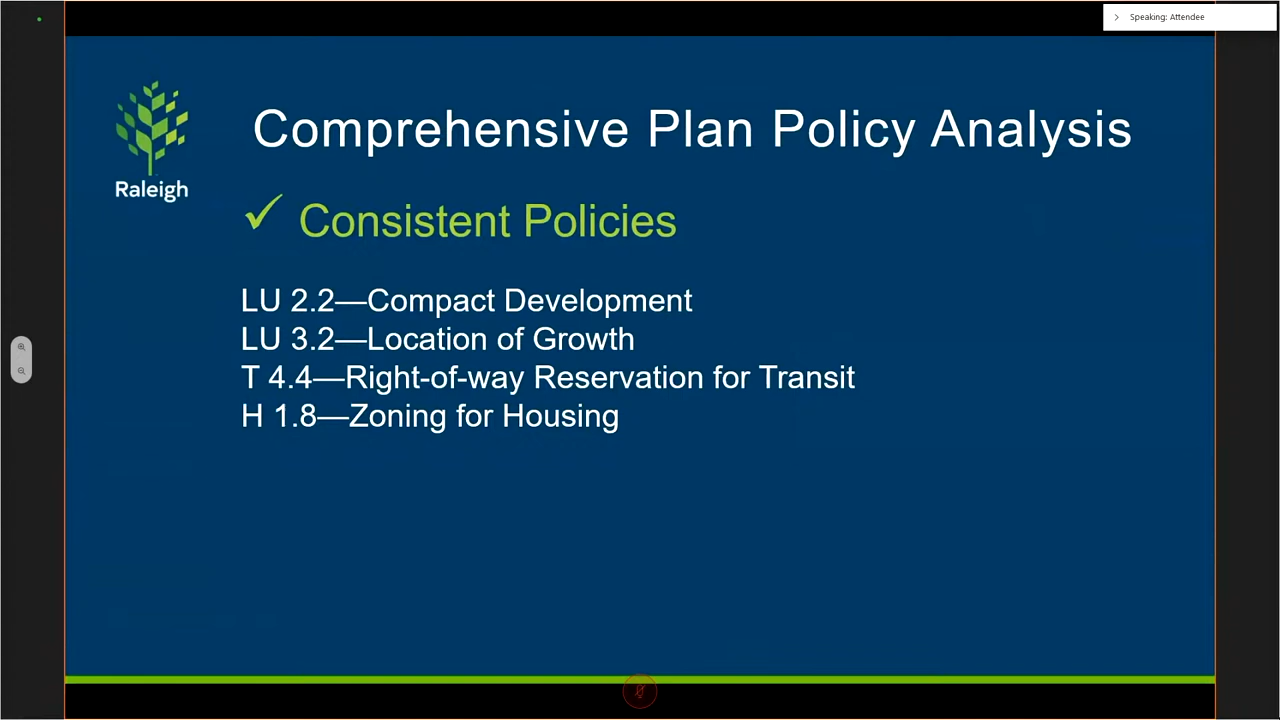 Speaking: Attendee
Comprehensive Plan Policy Analysis
Raleigh
✓ Consistent Policies
LU 2.2—Compact Development
LU 3.2—Location of Growth
T 4.4—Right-of-way Reservation for Transit
H 1.8—Zoning for Housing